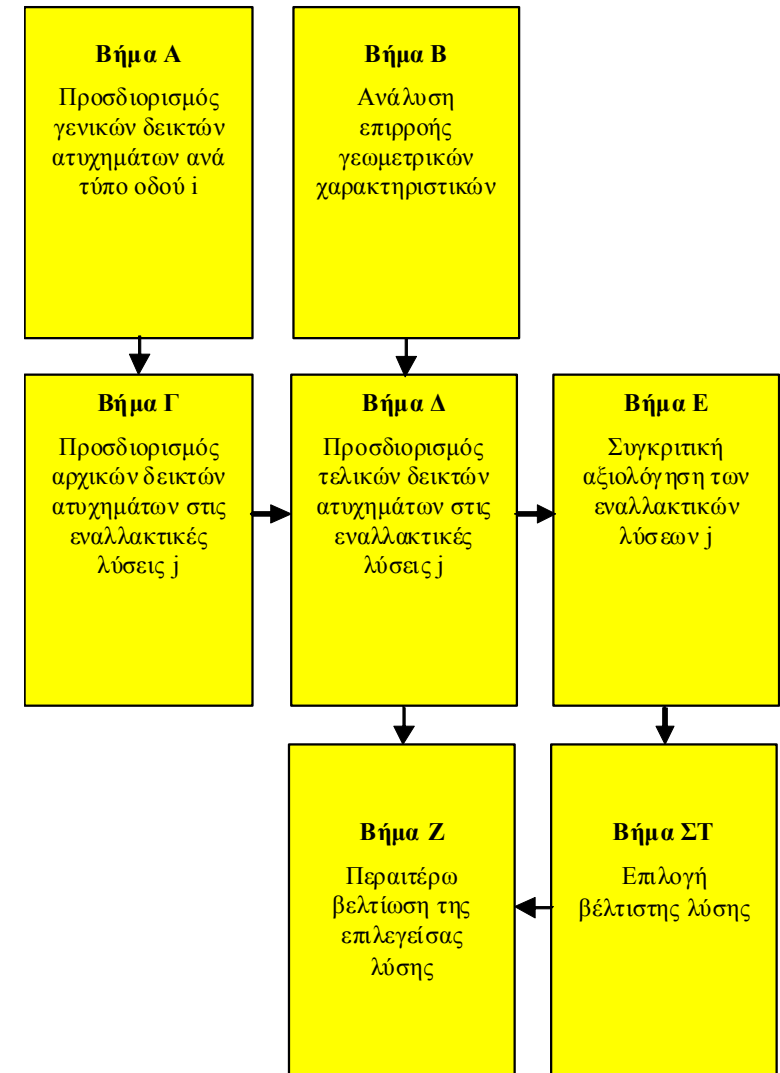 Βήμα Α
Προσδιορισμός
γενικών δεικτών
ατυχημάτων ανά
τύπο οδού i
Βήμα Β
Ανάλυση
επιρροής
γεωμετρικών
χαρακτηριστικών
Βήμα Γ
Προσδιορισμός
αρχικών δεικτών
ατυχημάτων στις
εναλλακτικές
λύσεις j
Βήμα Δ
Προσδιορισμός
τελικών δεικτών
ατυχημάτων στις
εναλλακτικές
λύσεις j
Βήμα Ε
Συγκριτική
αξιολόγηση των
εναλλακτικών
λύσεων j
Βήμα Ζ
Περαιτέρω
βελτίωση της
επιλεγείσας
λύσης
Βήμα ΣΤ
Επιλογή
βέλτιστης λύσης